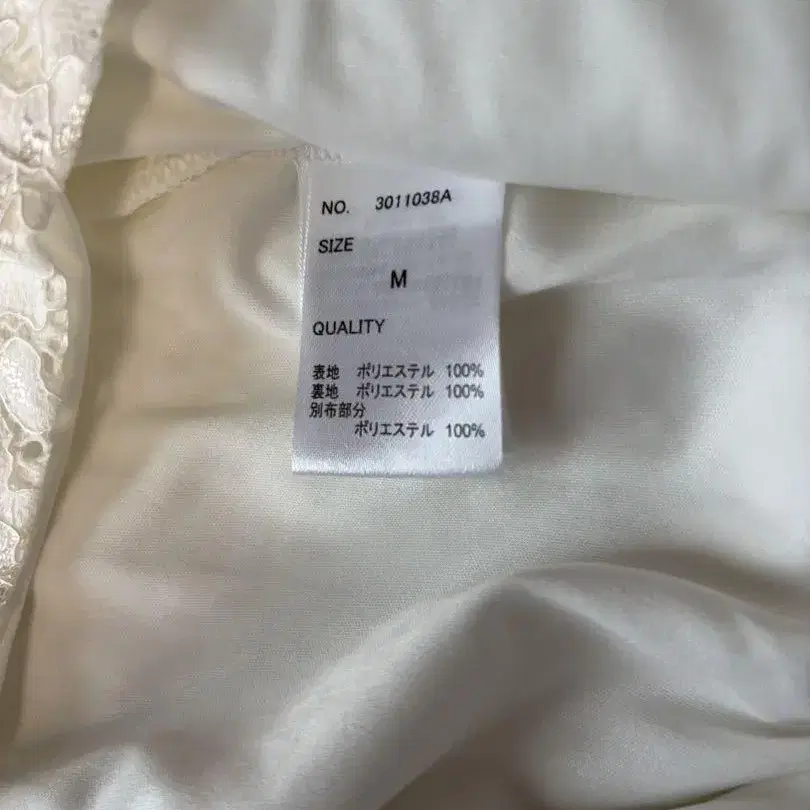 NO. 3011038A
SIZE
M
QUALITY
表地 ポリエステル 100%
裏地 ポリエステル 100%
別布部分
ポリエステル 100%